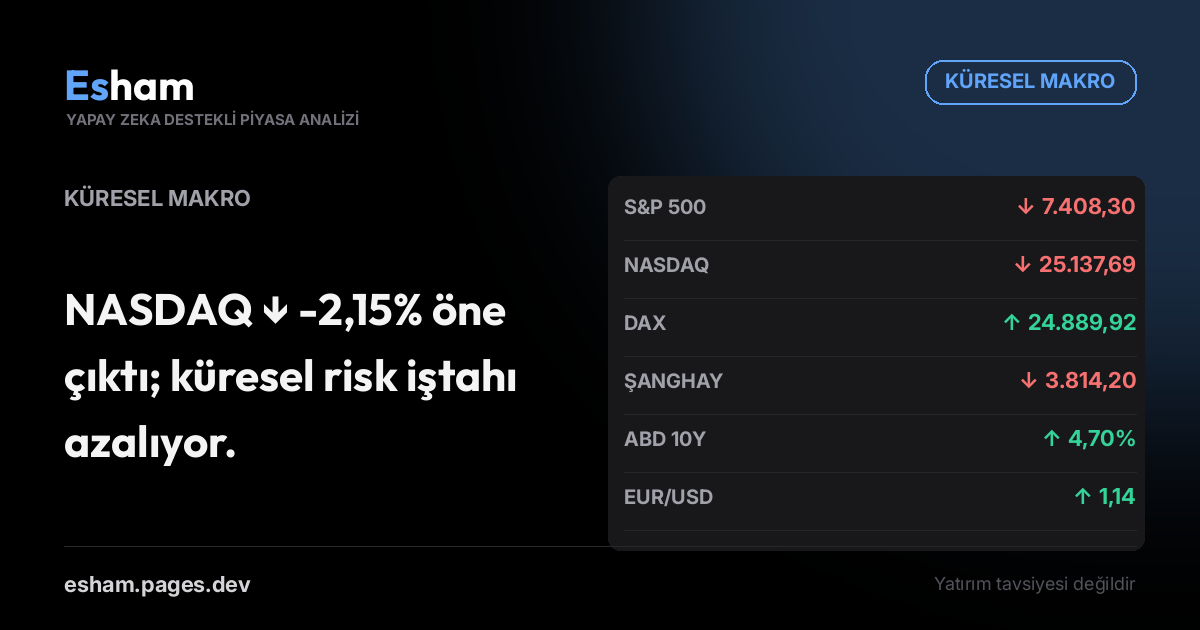 Esham
YAPAY ZEKA DESTEKLİ PİYASA ANALİZİ
KÜRESEL MAKRO
KÜRESEL MAKRO
NASDAQ ↓ -2,15% öne
çıktı; küresel risk iştahı
azalıyor.
S&P 500 ↓ 7.408,30
NASDAQ ↓ 25.137,69
DAX ↑ 24.889,92
ŞANGHAY ↓ 3.814,20
ABD 10Y ↑ 4,70%
EUR/USD ↑ 1,14
esham.pages.dev
Yatırım tavsiyesi değildir